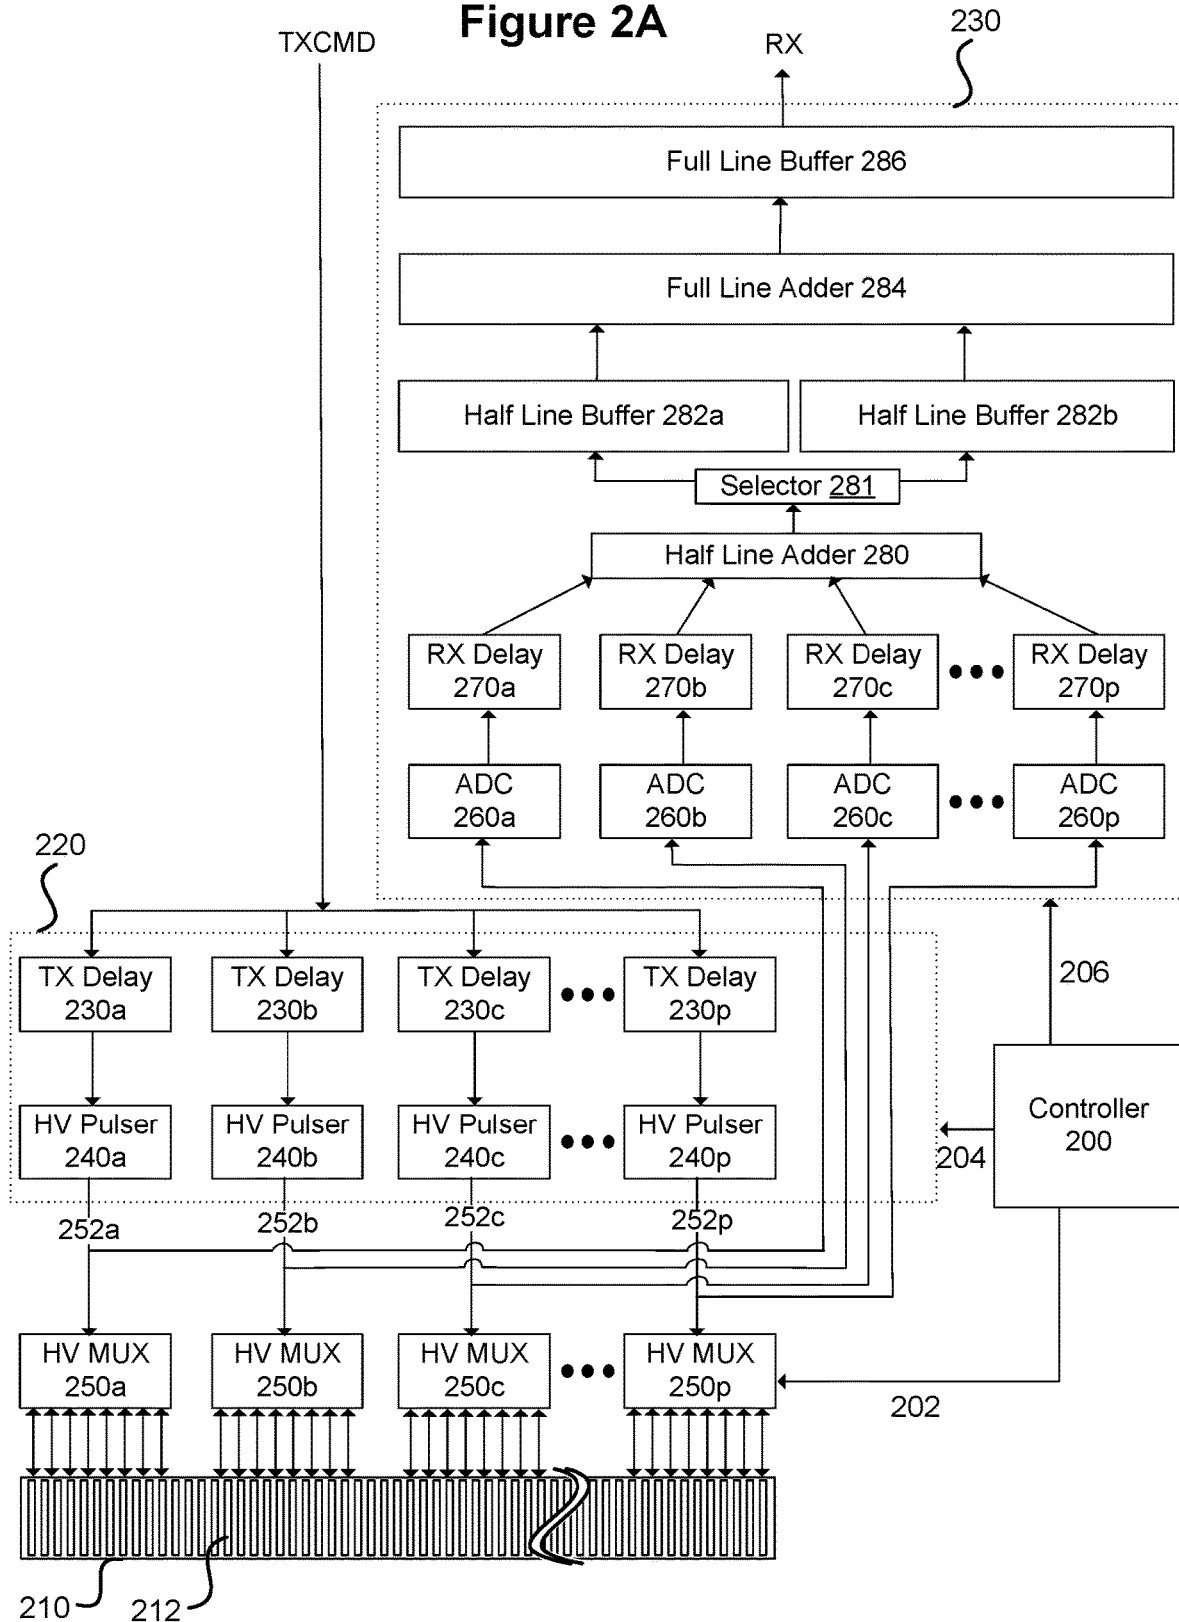 Figure 2A
TXCMD
RX
230
Full Line Buffer 286
Full Line Adder 284
Half Line Buffer 282a
Half Line Buffer 282b
Selector 281
Half Line Adder 280
RX Delay
270a
RX Delay
270b
RX Delay
270c
RX Delay
270p
ADC
260a
ADC
260b
ADC
260c
ADC
260p
220
TX Delay
230a
TX Delay
230b
TX Delay
230c
TX Delay
230p
206
HV Pulser
240a
HV Pulser
240b
HV Pulser
240c
HV Pulser
240p
Controller
200
204
252a
252b
252c
252p
HV MUX
250a
HV MUX
250b
HV MUX
250c
HV MUX
250p
202
210
212